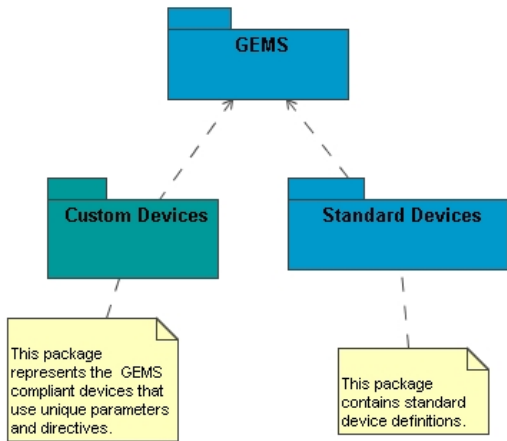 GEMS
Custom Devices
Standard Devices
This package
represents the GEMS
compliant devices that
use unique parameters
and directives.
This package
contains standard
device definitions.